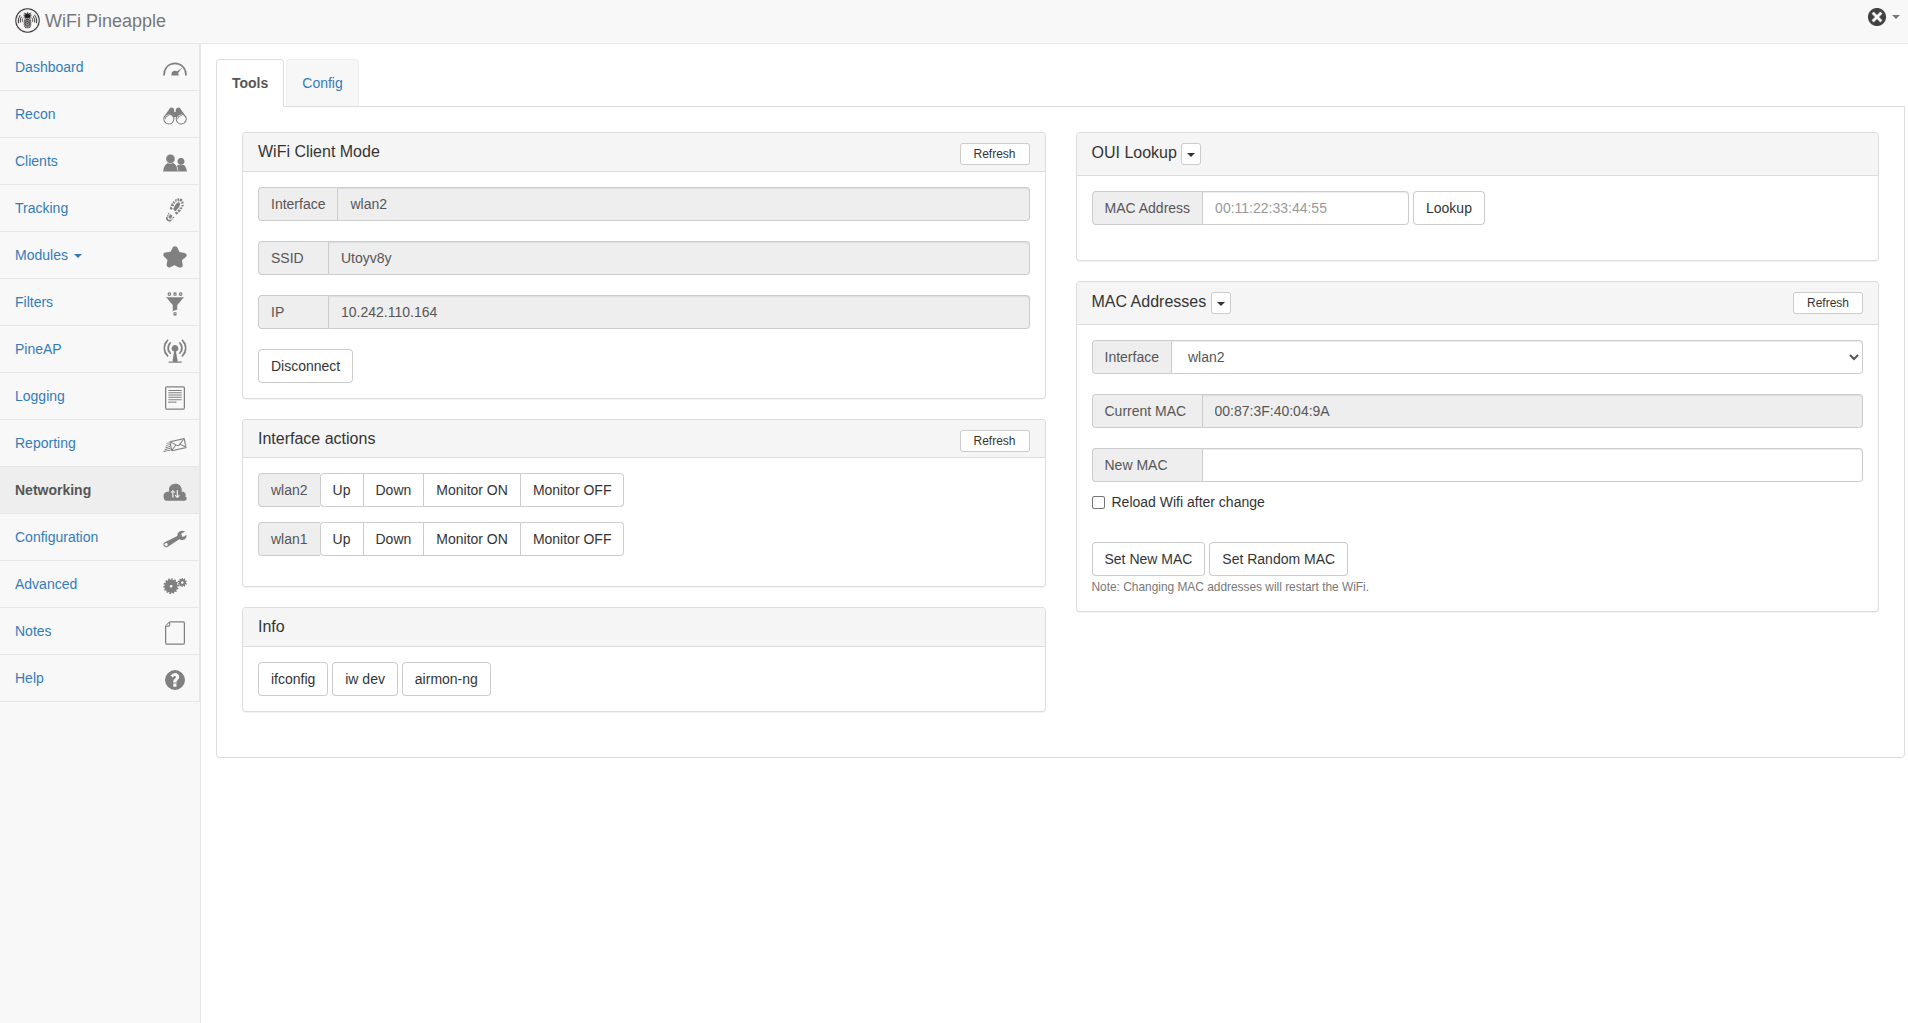 WiFi Pineapple
Dashboard
Recon
Clients
Tracking
Modules
Filters
PineAP
Logging
Reporting
Networking
Configuration
Advanced
Notes
Help
Tools Config
WiFi Client Mode Refresh
Interface wlan2
SSID Utoyv8y
IP 10.242.110.164
Disconnect
Interface actions Refresh
wlan2 Up Down Monitor ON Monitor OFF
wlan1 Up Down Monitor ON Monitor OFF
Info
ifconfig iw dev airmon-ng
OUI Lookup
MAC Address 00:11:22:33:44:55 Lookup
MAC Addresses Refresh
Interface wlan2
Current MAC 00:87:3F:40:04:9A
New MAC
Reload Wifi after change
Set New MAC Set Random MAC
Note: Changing MAC addresses will restart the WiFi.